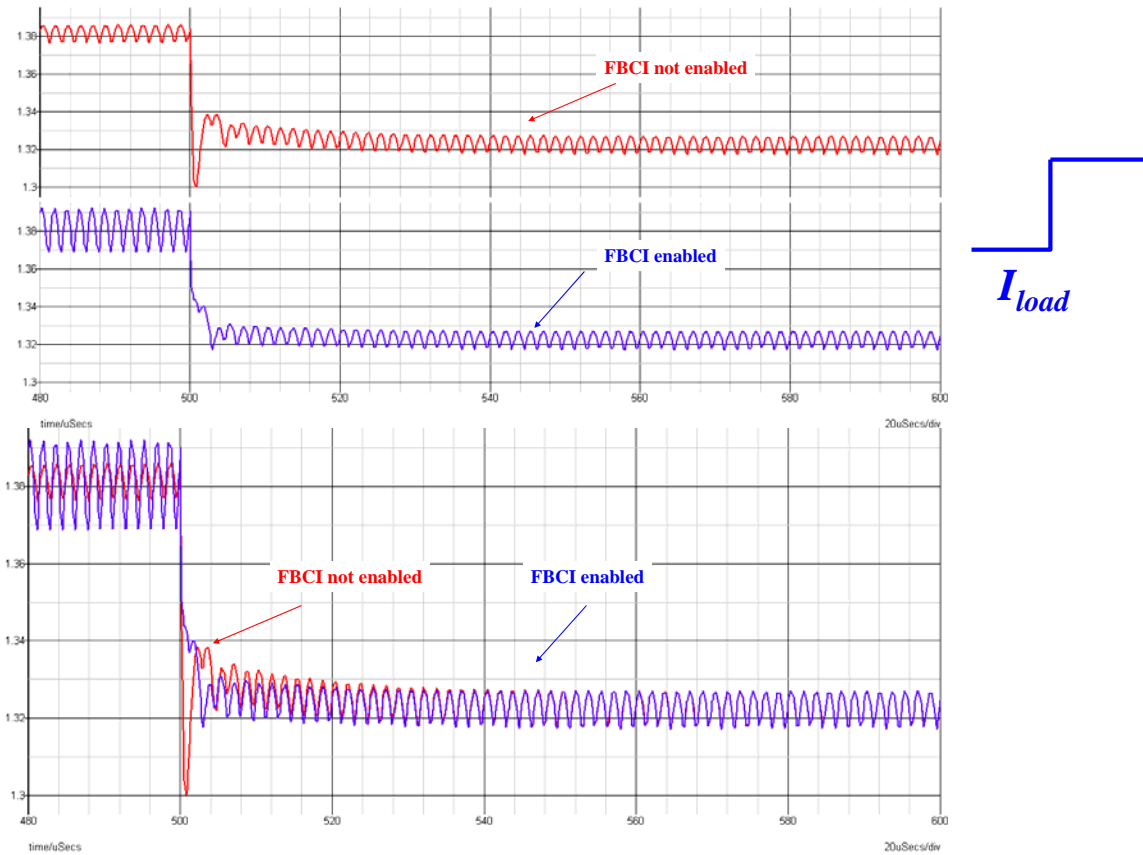 1.38
1.36
1.34
1.32
1.3
FBCI not enabled
1.38
1.36
1.34
1.32
1.3
FBCI enabled
480 500 520 540 560 580 600
time/uSecs 20uSecs/div
I_load
1.38
1.36
1.34
1.32
1.3
FBCI not enabled FBCI enabled
480 500 520 540 560 580 600
time/uSecs 20uSecs/div